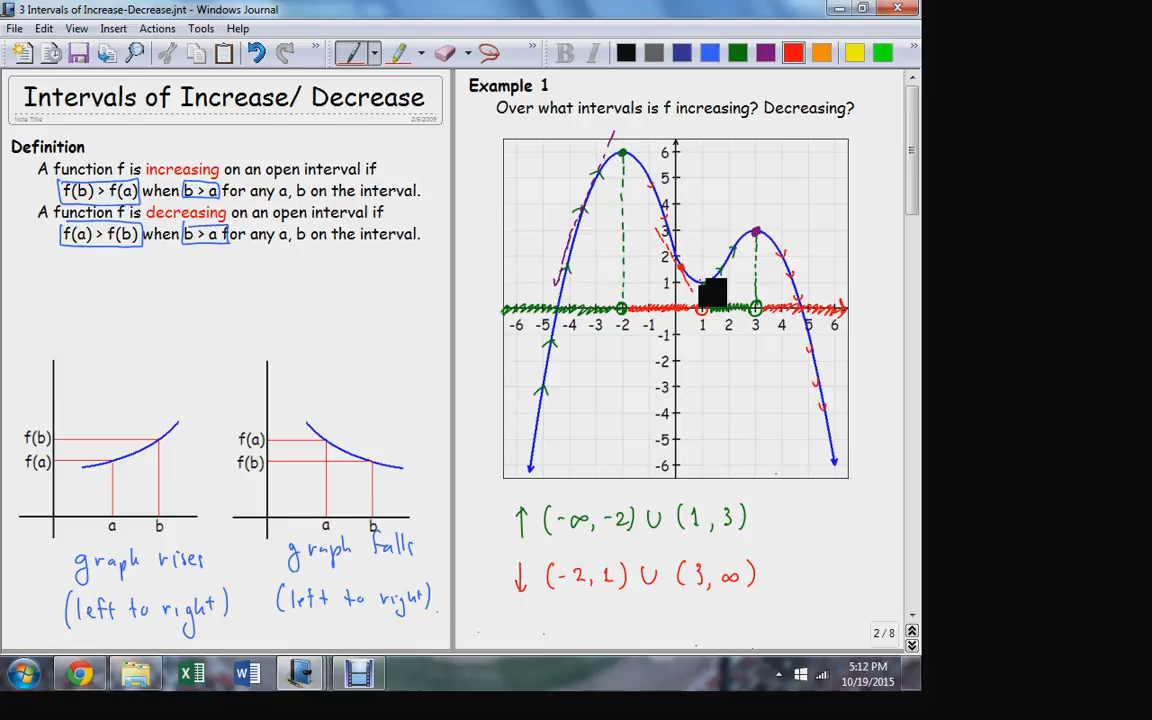 3 Intervals of Increase-Decrease.jnt - Windows Journal
File Edit View Insert Actions Tools Help
Intervals of Increase/ Decrease
Note Title
2/6/2009
Definition
A function f is increasing on an open interval if
f(b) > f(a) when b > a for any a, b on the interval.
A function f is decreasing on an open interval if
f(a) > f(b) when b > a for any a, b on the interval.
f(b)
f(a)
a b
f(a)
f(b)
a b
graph rises
(left to right)
graph falls
(left to right).
Example 1
Over what intervals is f increasing? Decreasing?
6
5
4
3
2
1
-6 -5 -4 -3 -2 -1 1 2 3 4 5 6
-1
-2
-3
-4
-5
-6
↑ (-∞, -2) ∪ (1, 3)
↓ (-2, 1) ∪ (3, ∞)
2 / 8
5:12 PM
10/19/2015